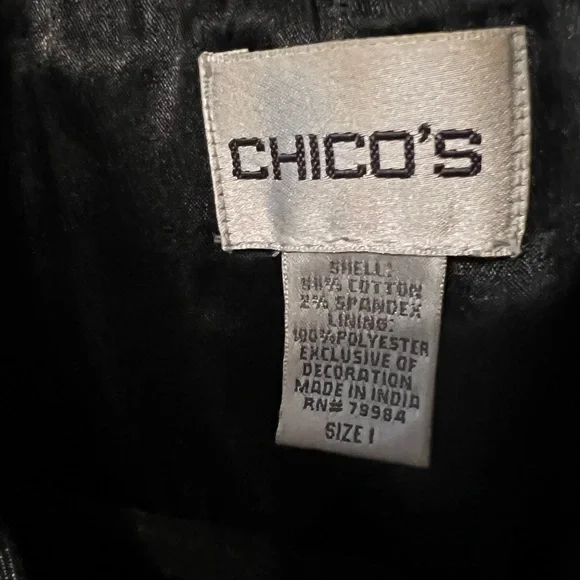 CHICO'S
SHELL:
98% COTTON
2% SPANDEX
LINING:
100% POLYESTER
EXCLUSIVE OF
DECORATION
MADE IN INDIA
RN# 79984
SIZE 1